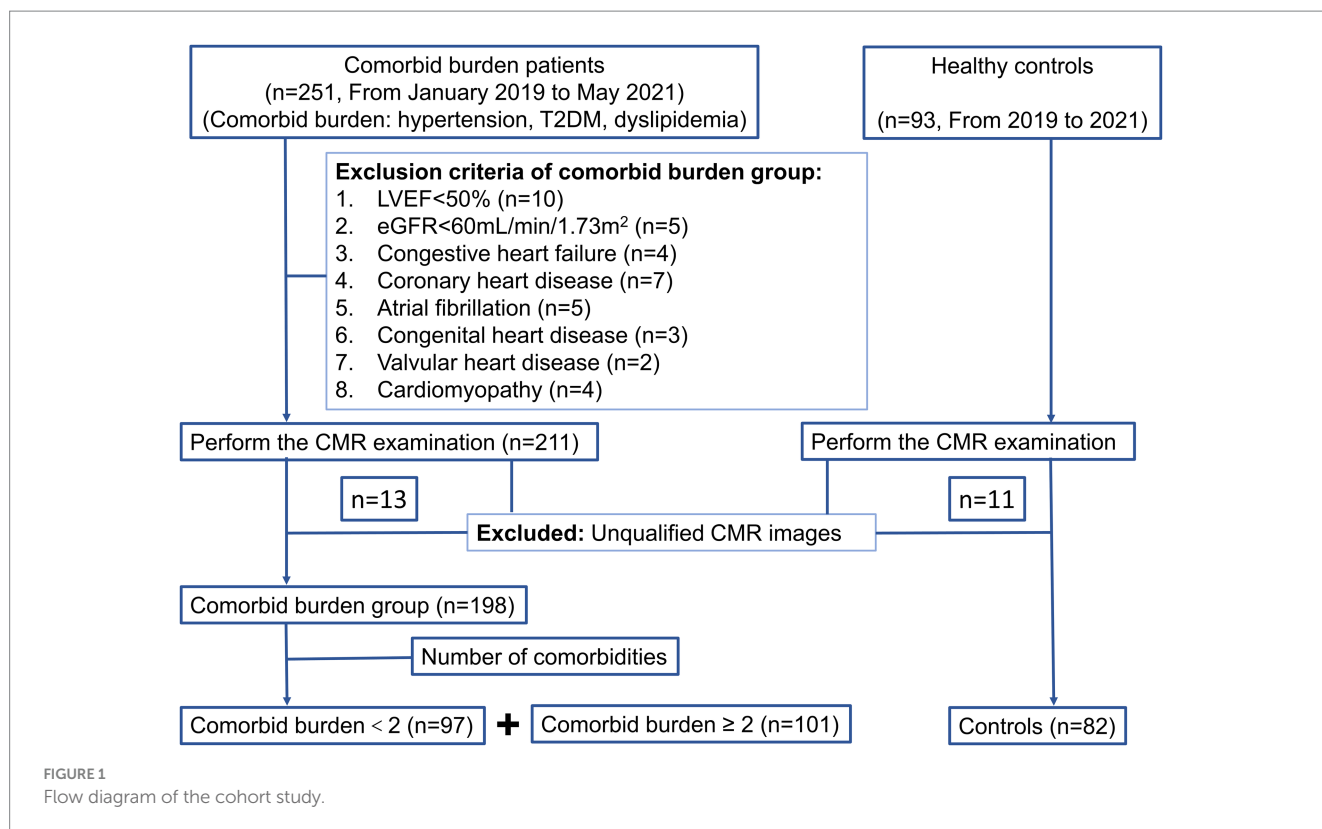 Comorbid burden patients
(n=251, From January 2019 to May 2021)
(Comorbid burden: hypertension, T2DM, dyslipidemia)
Healthy controls
(n=93, From 2019 to 2021)
Exclusion criteria of comorbid burden group:
1. LVEF<50% (n=10)
2. eGFR<60mL/min/1.73m² (n=5)
3. Congestive heart failure (n=4)
4. Coronary heart disease (n=7)
5. Atrial fibrillation (n=5)
6. Congenital heart disease (n=3)
7. Valvular heart disease (n=2)
8. Cardiomyopathy (n=4)
Perform the CMR examination (n=211)
Perform the CMR examination
n=13
n=11
Excluded: Unqualified CMR images
Comorbid burden group (n=198)
Number of comorbidities
Comorbid burden < 2 (n=97)
+
Comorbid burden ≥ 2 (n=101)
Controls (n=82)
FIGURE 1
Flow diagram of the cohort study.